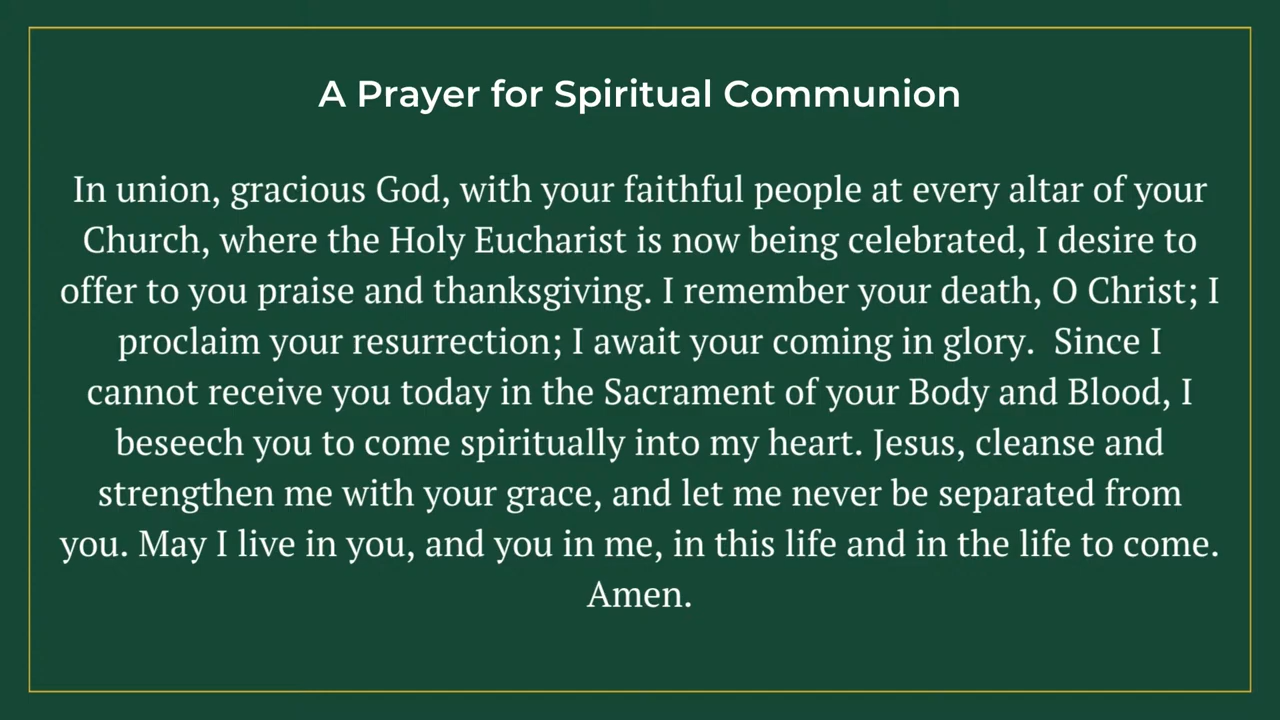 A Prayer for Spiritual Communion
In union, gracious God, with your faithful people at every altar of your
Church, where the Holy Eucharist is now being celebrated, I desire to
offer to you praise and thanksgiving. I remember your death, O Christ; I
proclaim your resurrection; I await your coming in glory.  Since I
cannot receive you today in the Sacrament of your Body and Blood, I
beseech you to come spiritually into my heart. Jesus, cleanse and
strengthen me with your grace, and let me never be separated from
you. May I live in you, and you in me, in this life and in the life to come.
Amen.